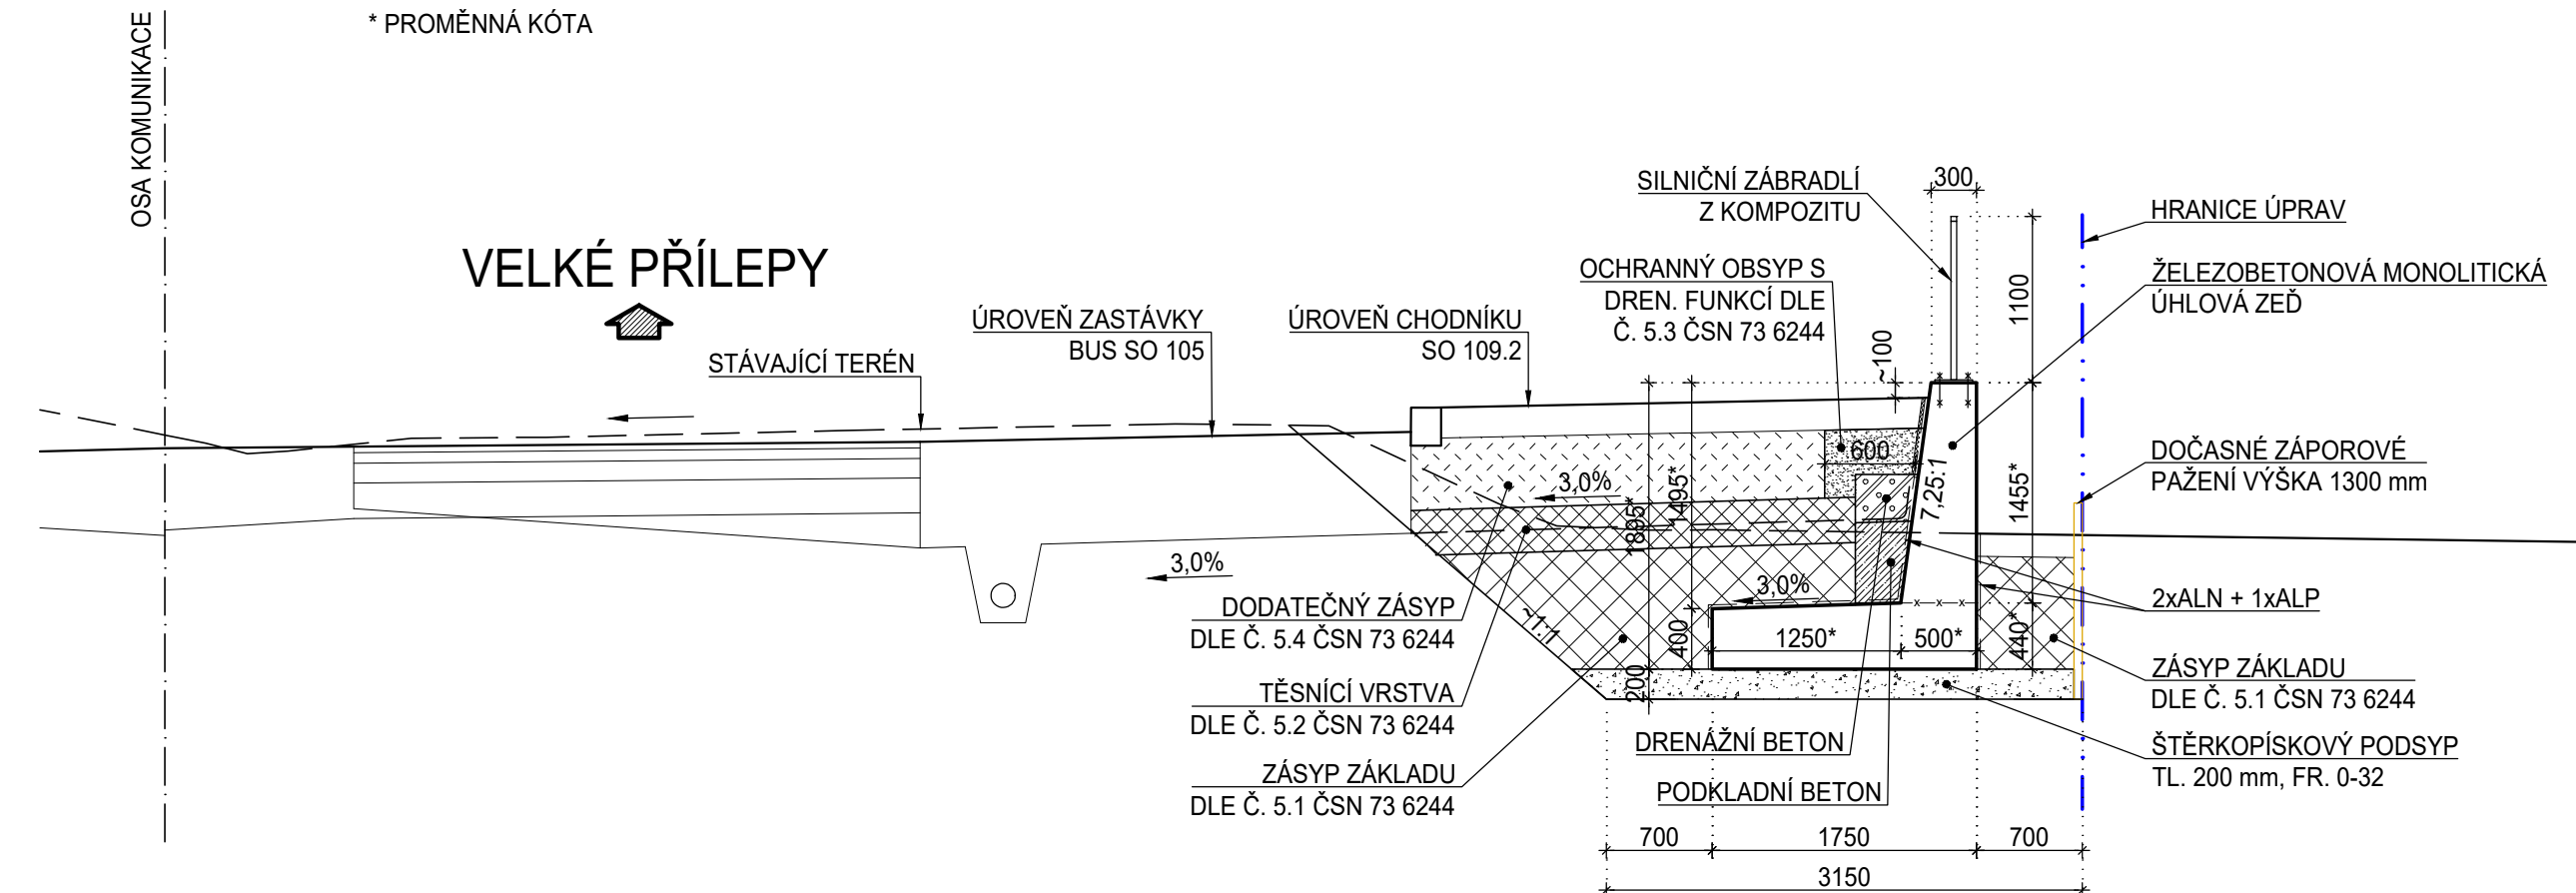 * PROMĚNNÁ KÓTA
OSA KOMUNIKACE
VELKÉ PŘÍLEPY
STÁVAJÍCÍ TERÉN
ÚROVEŇ ZASTÁVKY
BUS SO 105
ÚROVEŇ CHODNÍKU
SO 109.2
SILNIČNÍ ZÁBRADLÍ
Z KOMPOZITU
OCHRANNÝ OBSYP S
DREN. FUNKCÍ DLE
Č. 5.3 ČSN 73 6244
300
1100
~100
HRANICE ÚPRAV
ŽELEZOBETONOVÁ MONOLITICKÁ
ÚHLOVÁ ZEĎ
DOČASNÉ ZÁPOROVÉ
PAŽENÍ VÝŠKA 1300 mm
600
3,0%
1495*
1895*
7,25:1
1455*
3,0%
3,0%
~1:1
400
200
1250*
500*
440*
2xALN + 1xALP
DODATEČNÝ ZÁSYP
DLE Č. 5.4 ČSN 73 6244
TĚSNÍCÍ VRSTVA
DLE Č. 5.2 ČSN 73 6244
ZÁSYP ZÁKLADU
DLE Č. 5.1 ČSN 73 6244
DRENÁŽNÍ BETON
PODKLADNÍ BETON
ZÁSYP ZÁKLADU
DLE Č. 5.1 ČSN 73 6244
ŠTĚRKOPÍSKOVÝ PODSYP
TL. 200 mm, FR. 0-32
700
1750
700
3150